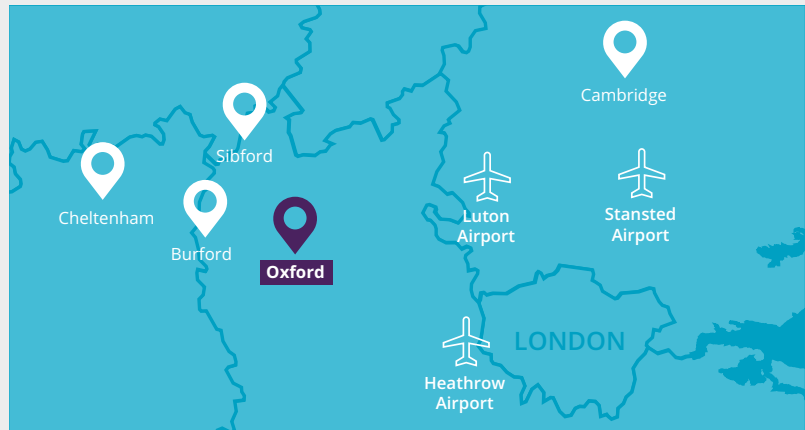 Cambridge
Sibford
Cheltenham
Luton
Airport
Stansted
Airport
Burford
Oxford
LONDON
Heathrow
Airport